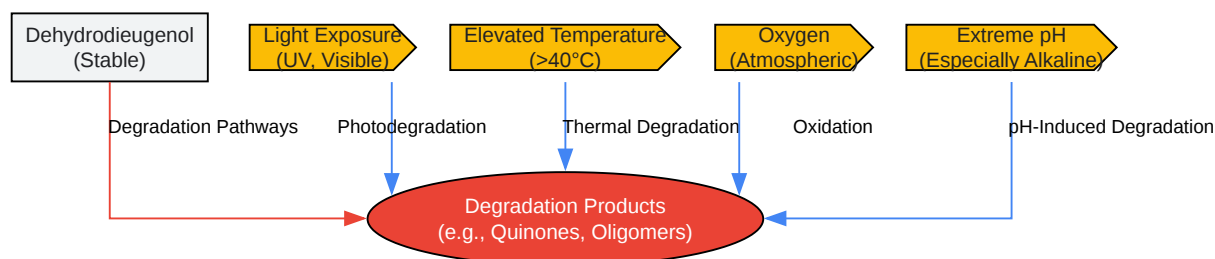 Dehydrodieugenol
(Stable)
Light Exposure
(UV, Visible)
Elevated Temperature
(>40°C)
Oxygen
(Atmospheric)
Extreme pH
(Especially Alkaline)
Degradation Pathways
Photodegradation
Thermal Degradation
Oxidation
pH-Induced Degradation
Degradation Products
(e.g., Quinones, Oligomers)